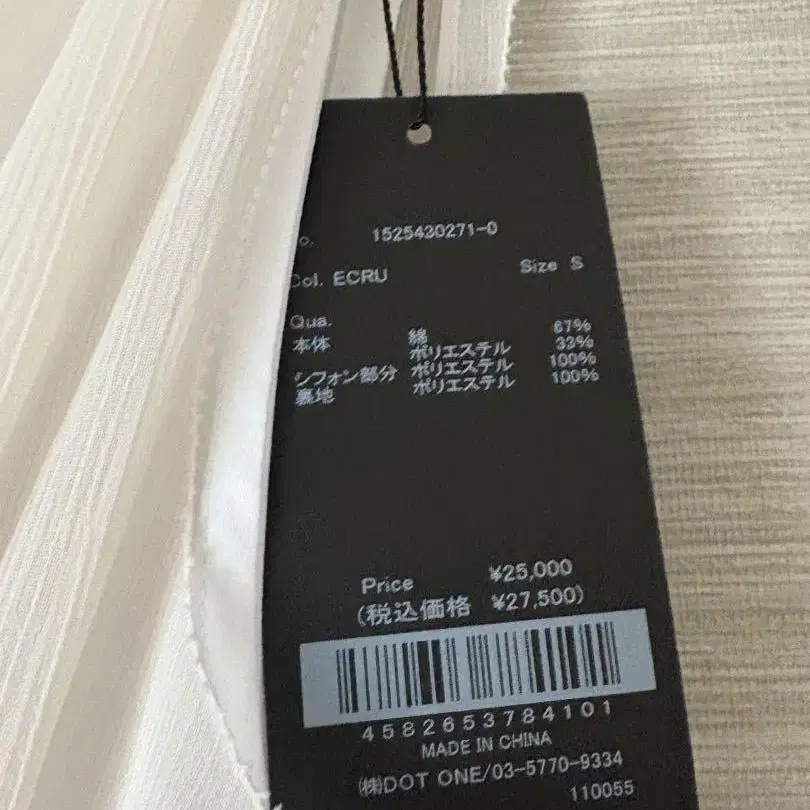 o. 1525430271-0
Col. ECRU Size S
Qua.
本体 綿 67%
ポリエステル 33%
シフォン部分 ポリエステル 100%
裏地 ポリエステル 100%
Price ¥25,000
(税込価格 ¥27,500)
4582653784101
MADE IN CHINA
㈱DOT ONE/03-5770-9334
110055